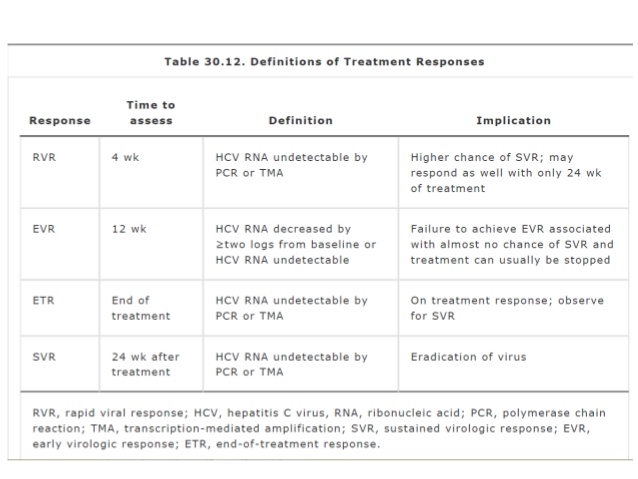 Table 30.12. Definitions of Treatment Responses
Response
Time to
assess
Definition
Implication
RVR
4 wk
HCV RNA undetectable by
PCR or TMA
Higher chance of SVR; may
respond as well with only 24 wk
of treatment
EVR
12 wk
HCV RNA decreased by
≥two logs from baseline or
HCV RNA undetectable
Failure to achieve EVR associated
with almost no chance of SVR and
treatment can usually be stopped
ETR
End of
treatment
HCV RNA undetectable by
PCR or TMA
On treatment response; observe
for SVR
SVR
24 wk after
treatment
HCV RNA undetectable by
PCR or TMA
Eradication of virus
RVR, rapid viral response; HCV, hepatitis C virus, RNA, ribonucleic acid; PCR, polymerase chain
reaction; TMA, transcription-mediated amplification; SVR, sustained virologic response; EVR,
early virologic response; ETR, end-of-treatment response.